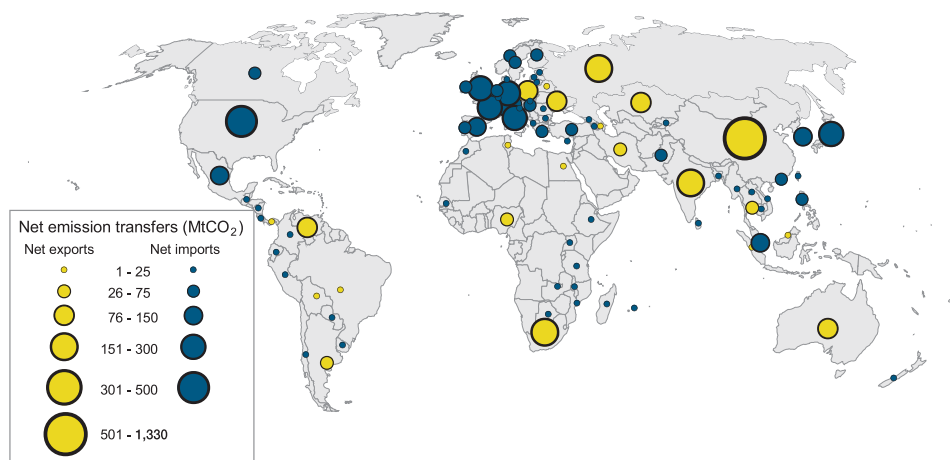 Net emission transfers (MtCO2)
Net exports Net imports
1 - 25
26 - 75
76 - 150
151 - 300
301 - 500
501 - 1,330